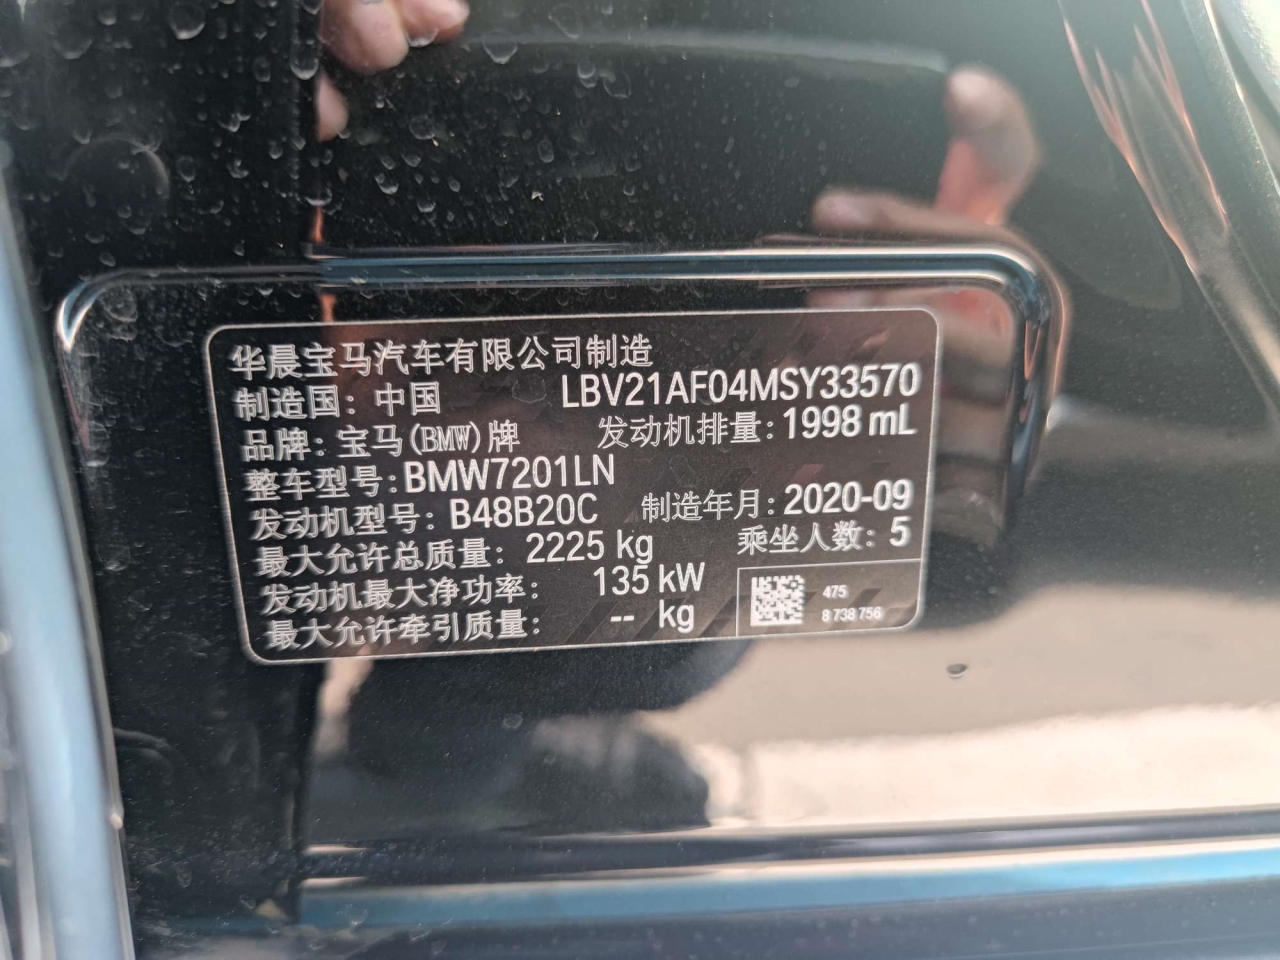 华晨宝马汽车有限公司制造
制造国: 中国 LBV21AF04MSY33570
品牌: 宝马(BMW)牌 发动机排量: 1998 mL
整车型号: BMW7201LN
发动机型号: B48B20C 制造年月: 2020-09
最大允许总质量: 2225 kg 乘坐人数: 5
发动机最大净功率: 135 kW
最大允许牵引质量: -- kg
475
8 738 756